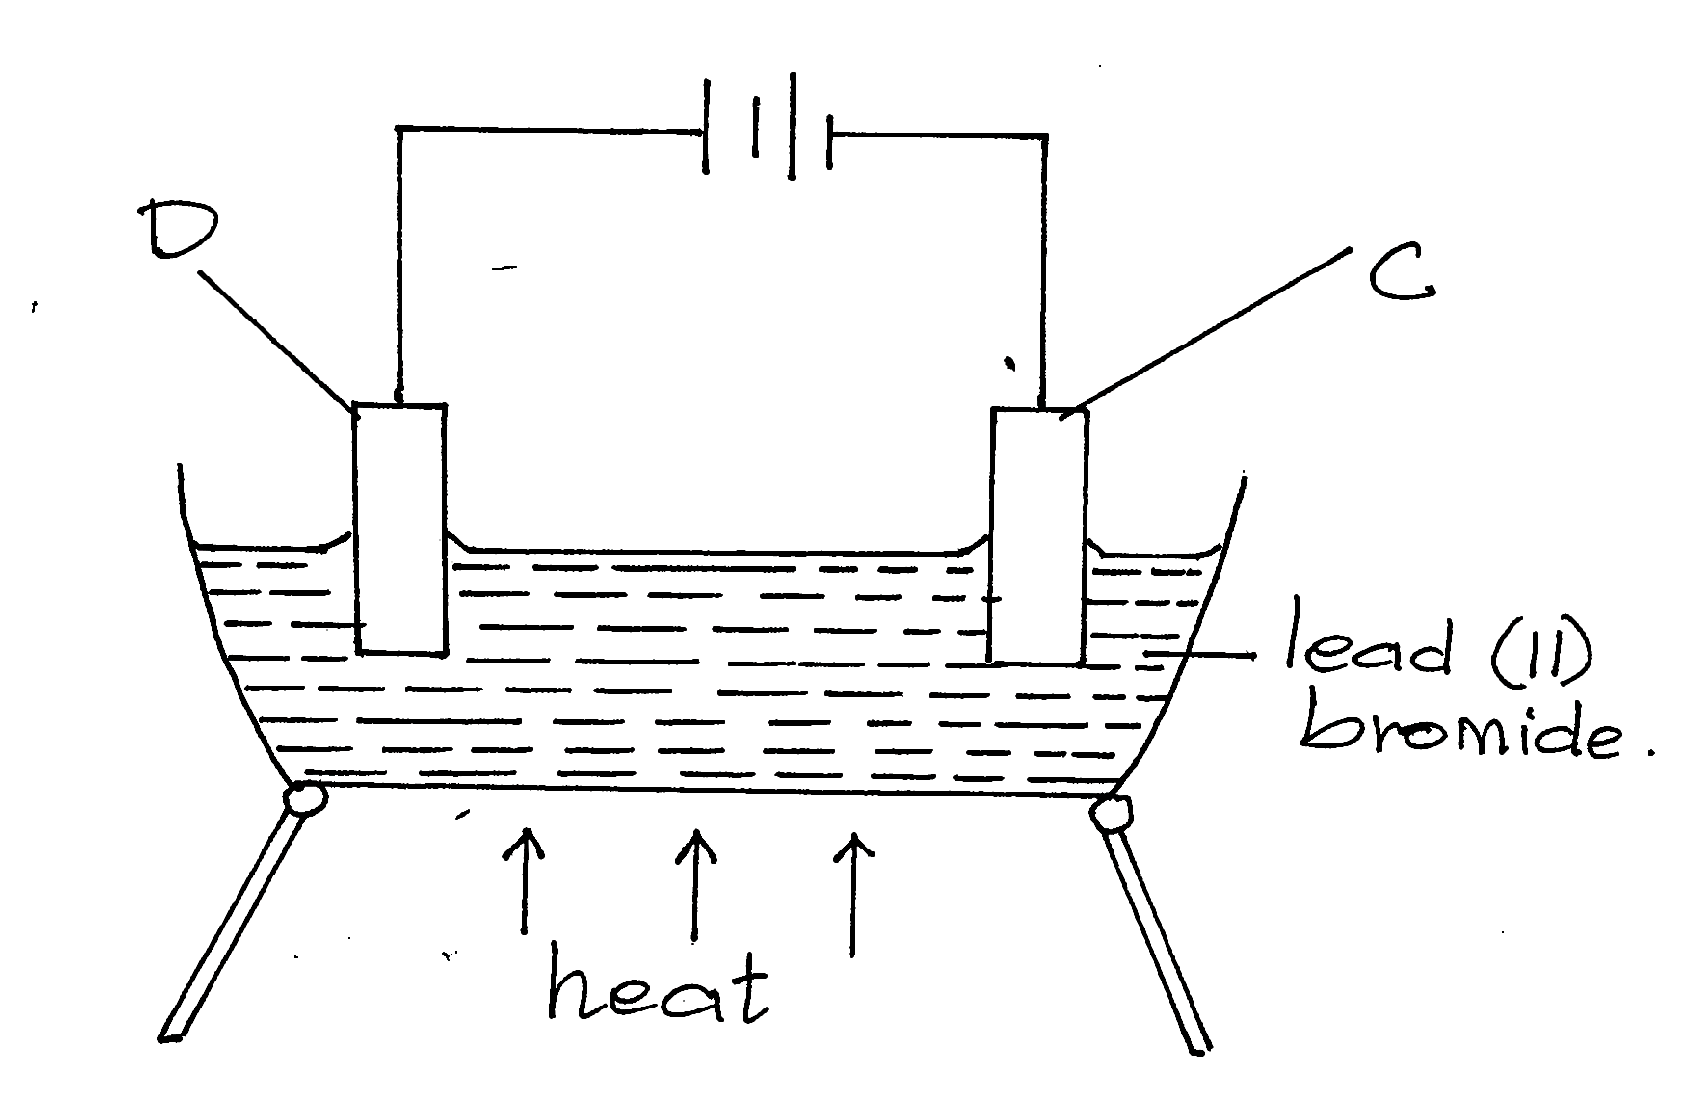 D
C
lead (II)
bromide.
heat